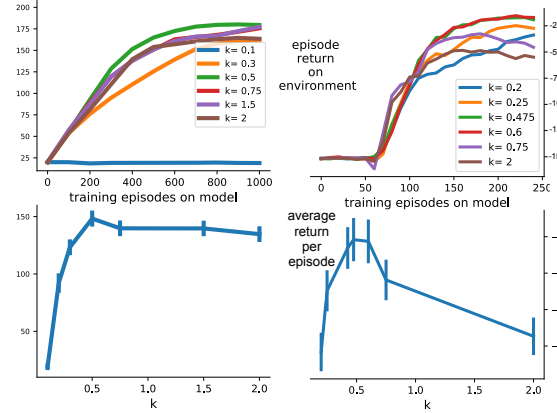 200
175
150
125
100
75
50
25
k= 0.1
k= 0.3
k= 0.5
k= 0.75
k= 1.5
k= 2
0 200 400 600 800 1000
training episodes on model
episode
return
on
environment
k= 0.2
k= 0.25
k= 0.475
k= 0.6
k= 0.75
k= 2
0 50 100 150 200 250
training episodes on model
150
100
50
0.5 1.0 1.5 2.0
k
average
return
per
episode
0.5 1.0 1.5 2.0
k